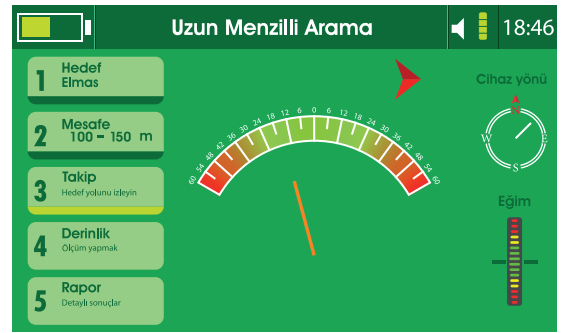 Uzun Menzilli Arama
18:46
1 Hedef
Elmas
2 Mesafe
100 - 150 m
3 Takip
Hedef yolunu izleyin
4 Derinlik
Ölçüm yapmak
5 Rapor
Detaylı sonuçlar
60 54 48 42 36 30 24 18 12 6 0 6 12 18 24 30 36 42 48 54 60
Cihaz yönü
N
W E
S
Eğim